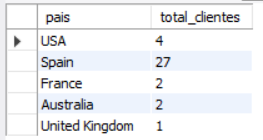 pais total_clientes
USA 4
Spain 27
France 2
Australia 2
United Kingdom 1